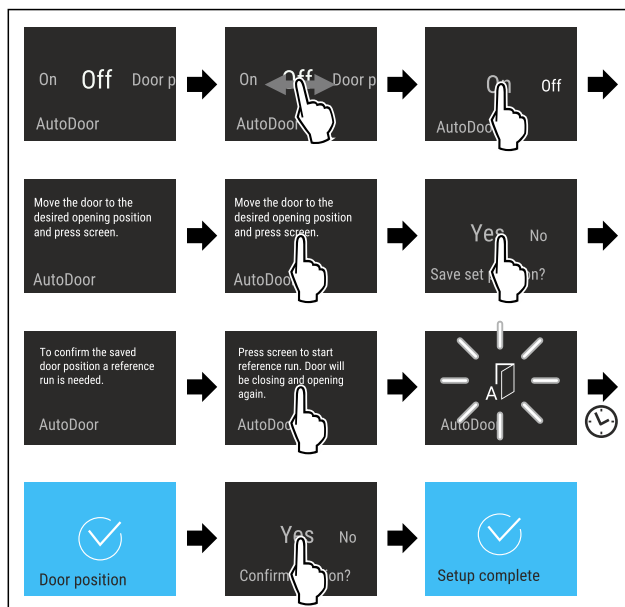 On Off Door p
AutoDoor
On Off Door p
AutoDoo
On Off
AutoDoo
Move the door to the
desired opening position
and press screen.
AutoDoor
Move the door to the
desired opening position
and press screen.
AutoDoo
Yes No
Save set p on?
To confirm the saved
door position a reference
run is needed.
AutoDoor
Press screen to start
reference run. Door will
be closing and opening
again.
AutoDoo
A
AutoDoo
Door position
Yes No
Confirm on?
Setup complete